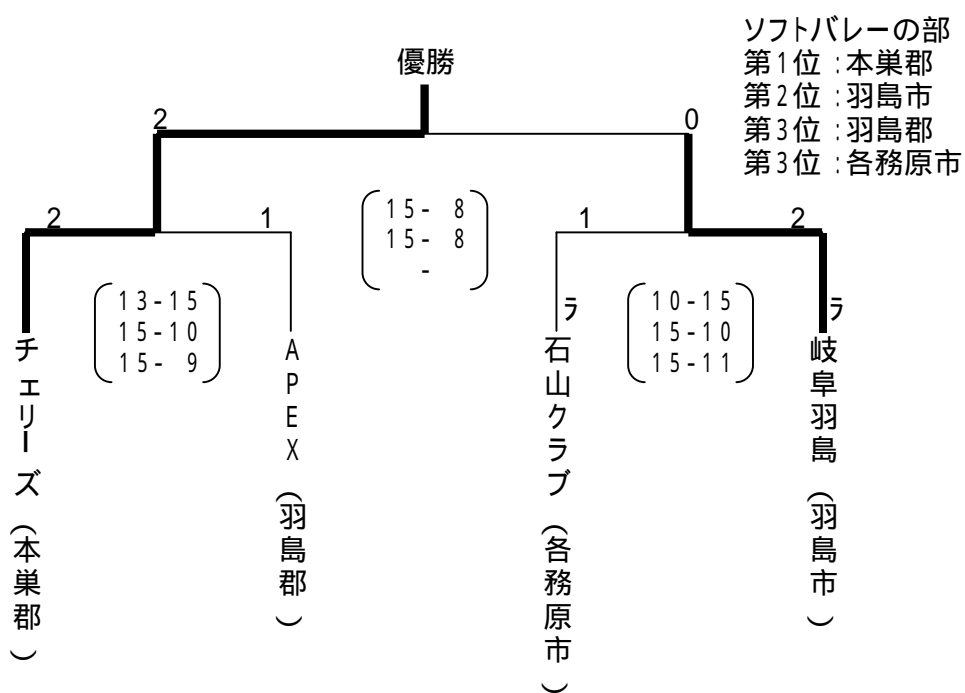 ソフトバレーの部
第1位：本巣郡
第2位：羽島市
第3位：羽島郡
第3位：各務原市
優勝
2
0
2
1
1
2
15- 8
15- 8
-
13-15
15-10
15- 9
10-15
15-10
15-11
チェリーズ（本巣郡）
APEX（羽島郡）
ラ
石山クラブ（各務原市）
ラ
岐阜羽島（羽島市）